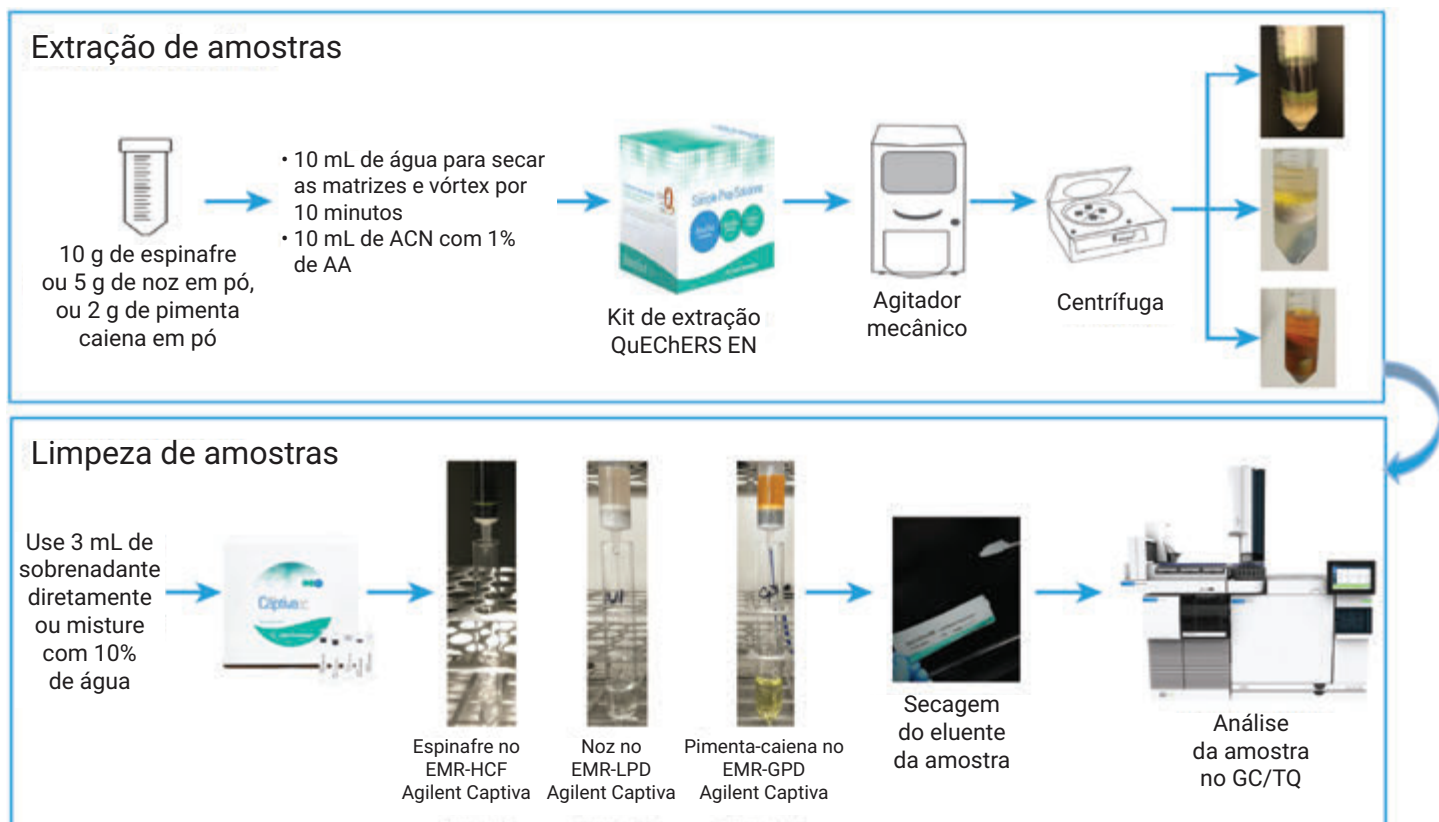 Extração de amostras
10 g de espinafre
ou 5 g de noz em pó,
ou 2 g de pimenta
caiena em pó
• 10 mL de água para secar
as matrizes e vórtex por
10 minutos
• 10 mL de ACN com 1%
de AA
Sample Prep Solutions
Kit de extração
QuEChERS EN
Agitador
mecânico
Centrífuga
Limpeza de amostras
Use 3 mL de
sobrenadante
diretamente
ou misture
com 10%
de água
Captiva
Espinafre no
EMR-HCF
Agilent Captiva
Noz no
EMR-LPD
Agilent Captiva
Pimenta-caiena no
EMR-GPD
Agilent Captiva
Secagem
do eluente
da amostra
Análise
da amostra
no GC/TQ